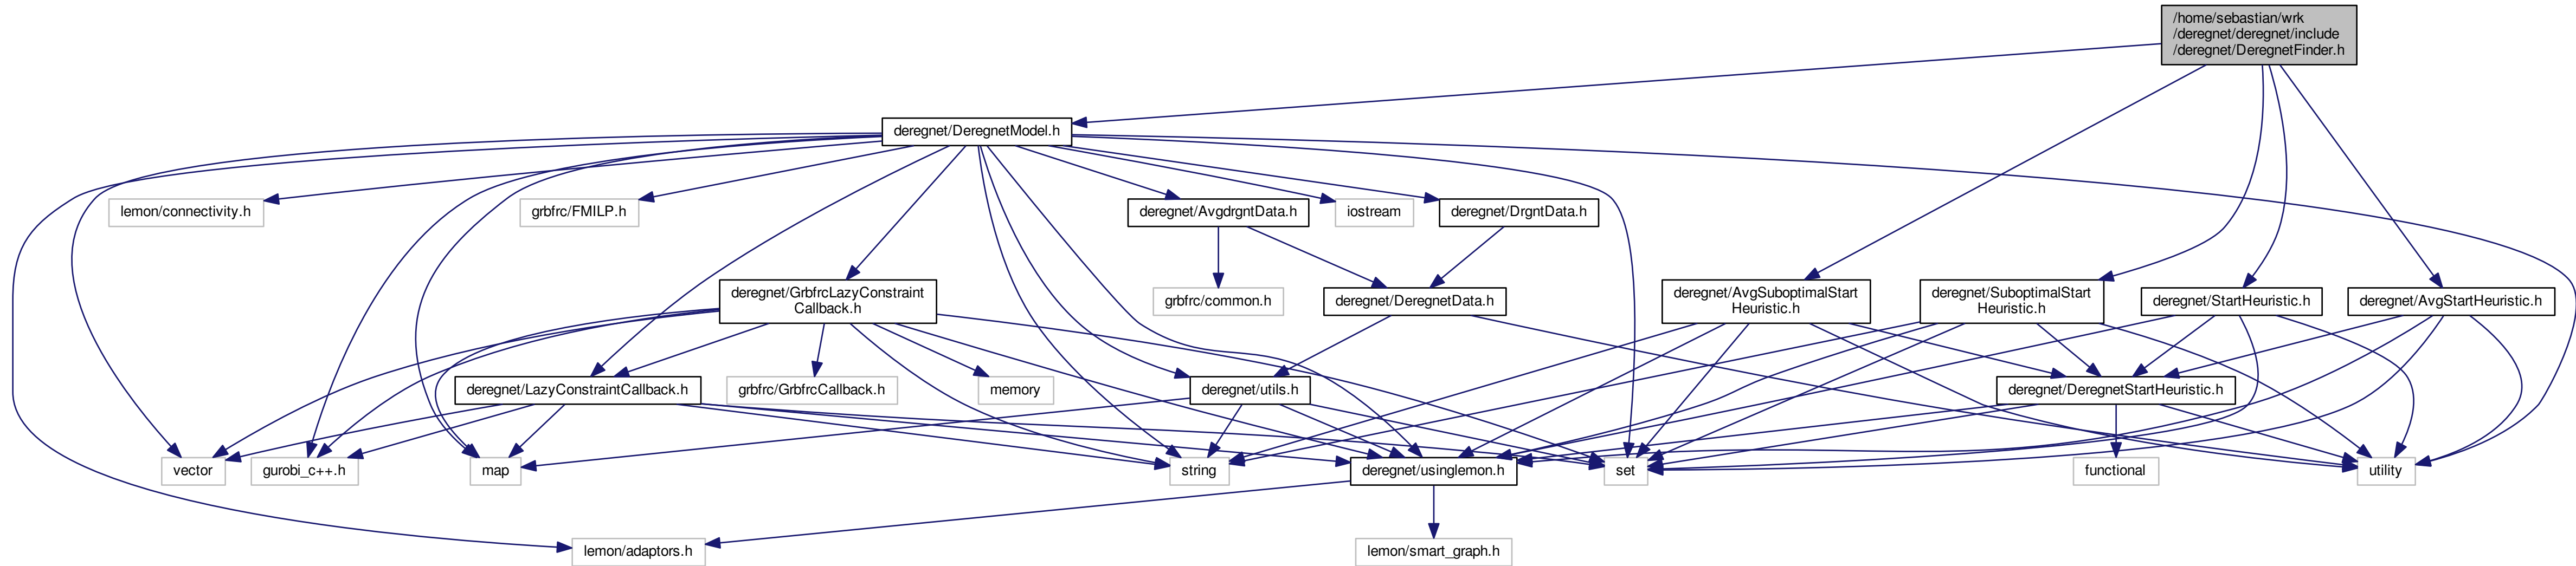 /home/sebastian/wrk
/deregnet/deregnet/include
/deregnet/DeregnetFinder.h
deregnet/DeregnetModel.h
lemon/connectivity.h
grbfrc/FMILP.h
deregnet/AvgdrgntData.h
iostream
deregnet/DrgntData.h
deregnet/GrbfrcLazyConstraint
Callback.h
grbfrc/common.h
deregnet/DeregnetData.h
deregnet/AvgSuboptimalStart
Heuristic.h
deregnet/SuboptimalStart
Heuristic.h
deregnet/StartHeuristic.h
deregnet/AvgStartHeuristic.h
deregnet/LazyConstraintCallback.h
grbfrc/GrbfrcCallback.h
memory
deregnet/utils.h
deregnet/DeregnetStartHeuristic.h
vector
gurobi_c++.h
map
string
deregnet/usinglemon.h
set
functional
utility
lemon/adaptors.h
lemon/smart_graph.h